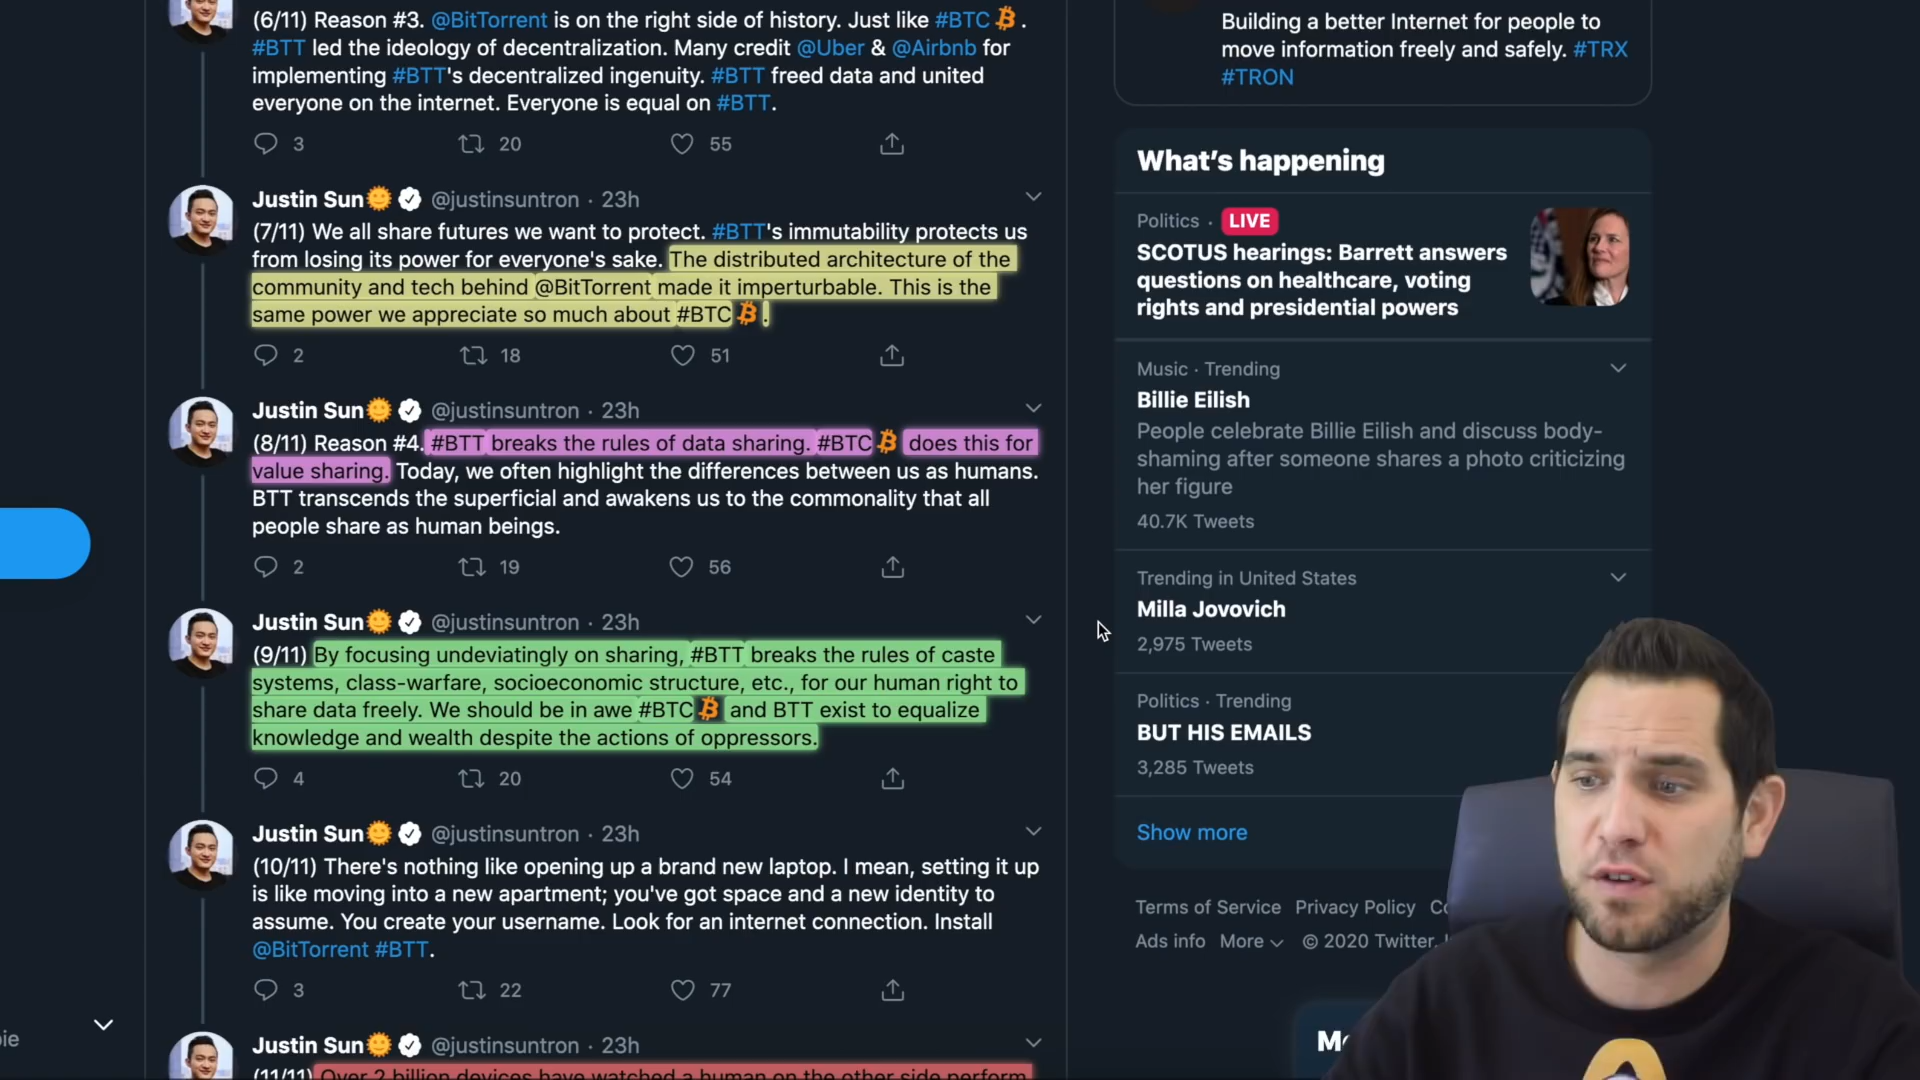 (6/11) Reason #3. @BitTorrent is on the right side of history. Just like #BTC .
#BTT led the ideology of decentralization. Many credit @Uber & @Airbnb for
implementing #BTT's decentralized ingenuity. #BTT freed data and united
everyone on the internet. Everyone is equal on #BTT.
3 20 55
Justin Sun @justinsuntron · 23h
(7/11) We all share futures we want to protect. #BTT's immutability protects us
from losing its power for everyone's sake. The distributed architecture of the
community and tech behind @BitTorrent made it imperturbable. This is the
same power we appreciate so much about #BTC .
2 18 51
Justin Sun @justinsuntron · 23h
(8/11) Reason #4. #BTT breaks the rules of data sharing. #BTC does this for
value sharing. Today, we often highlight the differences between us as humans.
BTT transcends the superficial and awakens us to the commonality that all
people share as human beings.
2 19 56
Justin Sun @justinsuntron · 23h
(9/11) By focusing undeviatingly on sharing, #BTT breaks the rules of caste
systems, class-warfare, socioeconomic structure, etc., for our human right to
share data freely. We should be in awe #BTC and BTT exist to equalize
knowledge and wealth despite the actions of oppressors.
4 20 54
Justin Sun @justinsuntron · 23h
(10/11) There's nothing like opening up a brand new laptop. I mean, setting it up
is like moving into a new apartment; you've got space and a new identity to
assume. You create your username. Look for an internet connection. Install
@BitTorrent #BTT.
3 22 77
Justin Sun @justinsuntron · 23h
(11/11) Over 2 billion devices have watched a human on the other side perform
Building a better Internet for people to
move information freely and safely. #TRX
#TRON
What's happening
Politics · LIVE
SCOTUS hearings: Barrett answers
questions on healthcare, voting
rights and presidential powers
Music · Trending
Billie Eilish
People celebrate Billie Eilish and discuss body-
shaming after someone shares a photo criticizing
her figure
40.7K Tweets
Trending in United States
Milla Jovovich
2,975 Tweets
Politics · Trending
BUT HIS EMAILS
3,285 Tweets
Show more
Terms of Service Privacy Policy
Ads info More © 2020 Twitter,